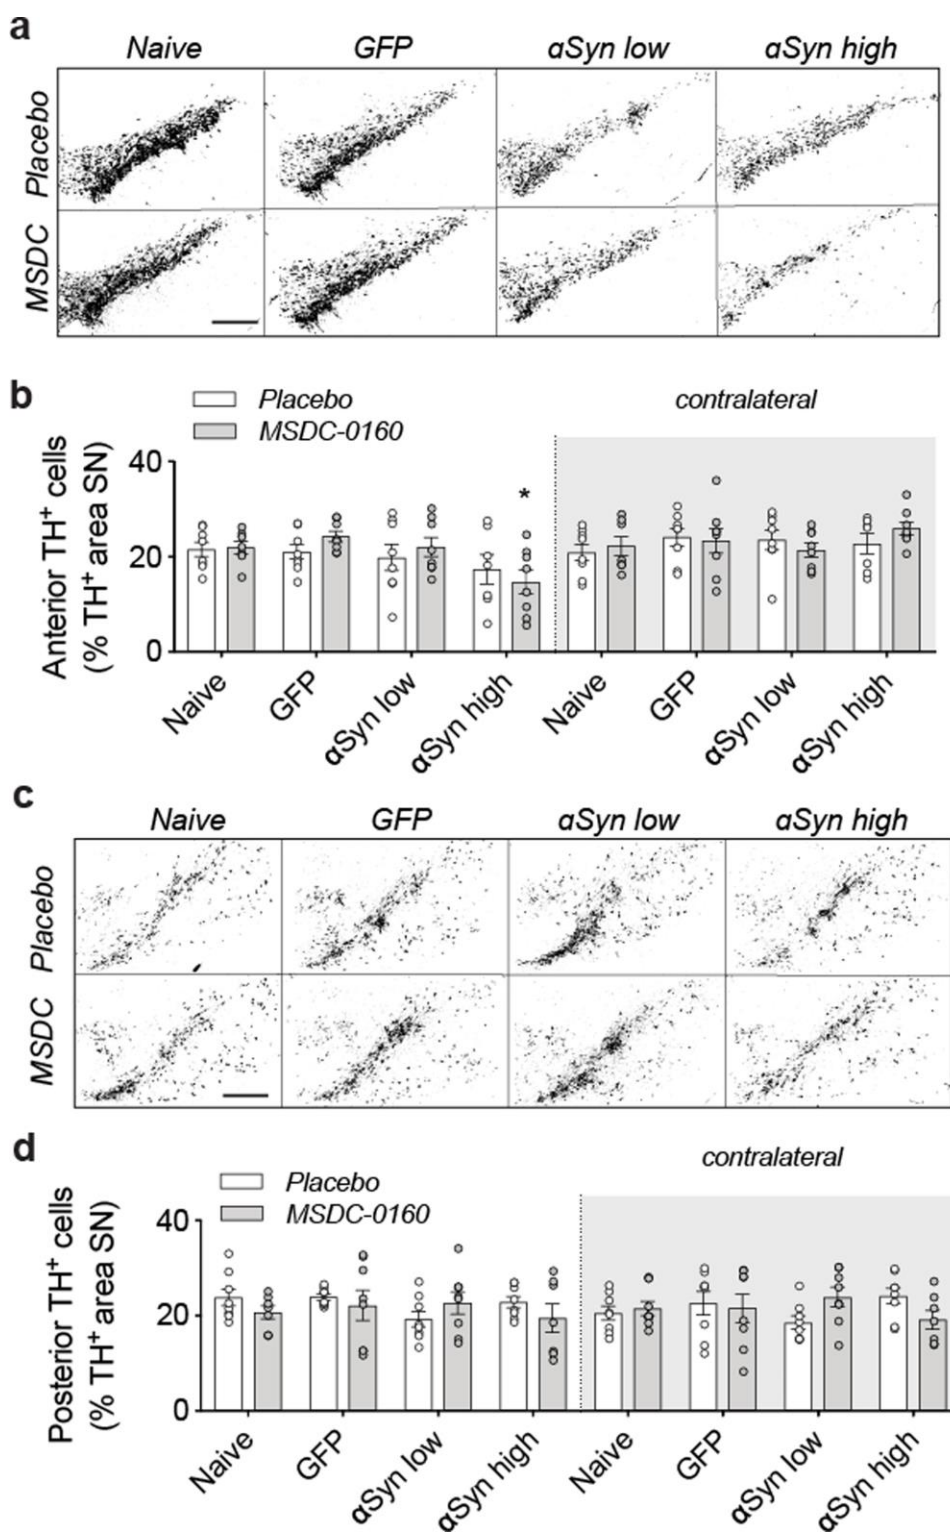 a
Naive GFP αSyn low αSyn high
Placebo
MSDC
b
Placebo
MSDC-0160
contralateral
Anterior TH+ cells
(% TH+ area SN)
40
20
0
*
Naive GFP αSyn low αSyn high Naive GFP αSyn low αSyn high
c
Naive GFP αSyn low αSyn high
Placebo
MSDC
d
Placebo
MSDC-0160
contralateral
Posterior TH+ cells
(% TH+ area SN)
40
20
0
Naive GFP αSyn low αSyn high Naive GFP αSyn low αSyn high